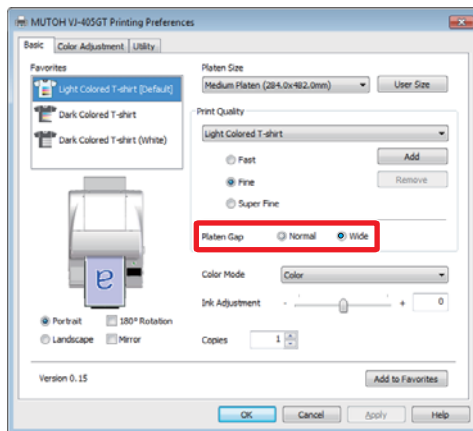 MUTOH VJ-405GT Printing Preferences
Basic Color Adjustment Utility
Favorites
Light Colored T-shirt [Default]
Dark Colored T-shirt
Dark Colored T-shirt (White)
a
Portrait 180° Rotation
Landscape Mirror
Platen Size
Medium Platen (284.0x482.0mm) User Size
Print Quality
Light Colored T-shirt
Fast Add
Fine Remove
Super Fine
Platen Gap Normal Wide
Color Mode Color
Ink Adjustment - + 0
Copies 1
Version 0.15 Add to Favorites
OK Cancel Apply Help